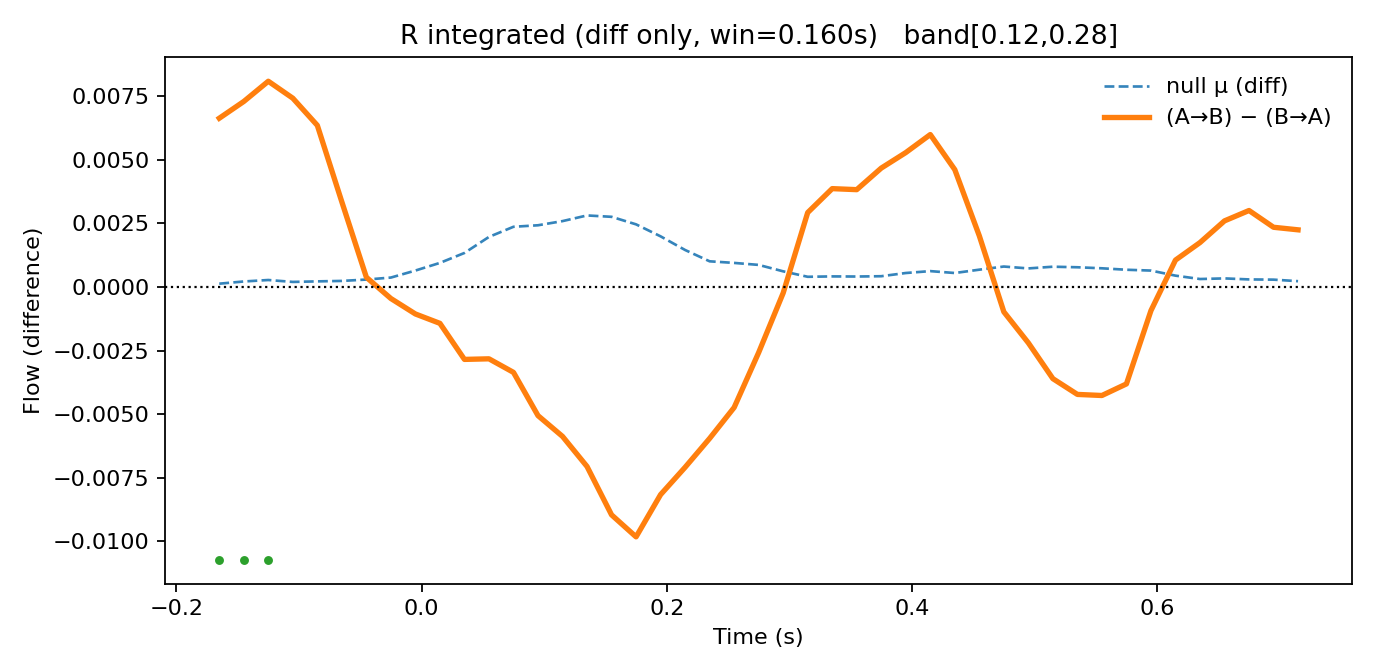 R integrated (diff only, win=0.160s)   band[0.12,0.28]
null μ (diff)
(A→B) − (B→A)
0.0075
0.0050
0.0025
0.0000
−0.0025
−0.0050
−0.0075
−0.0100
Flow (difference)
−0.2
0.0
0.2
0.4
0.6
Time (s)